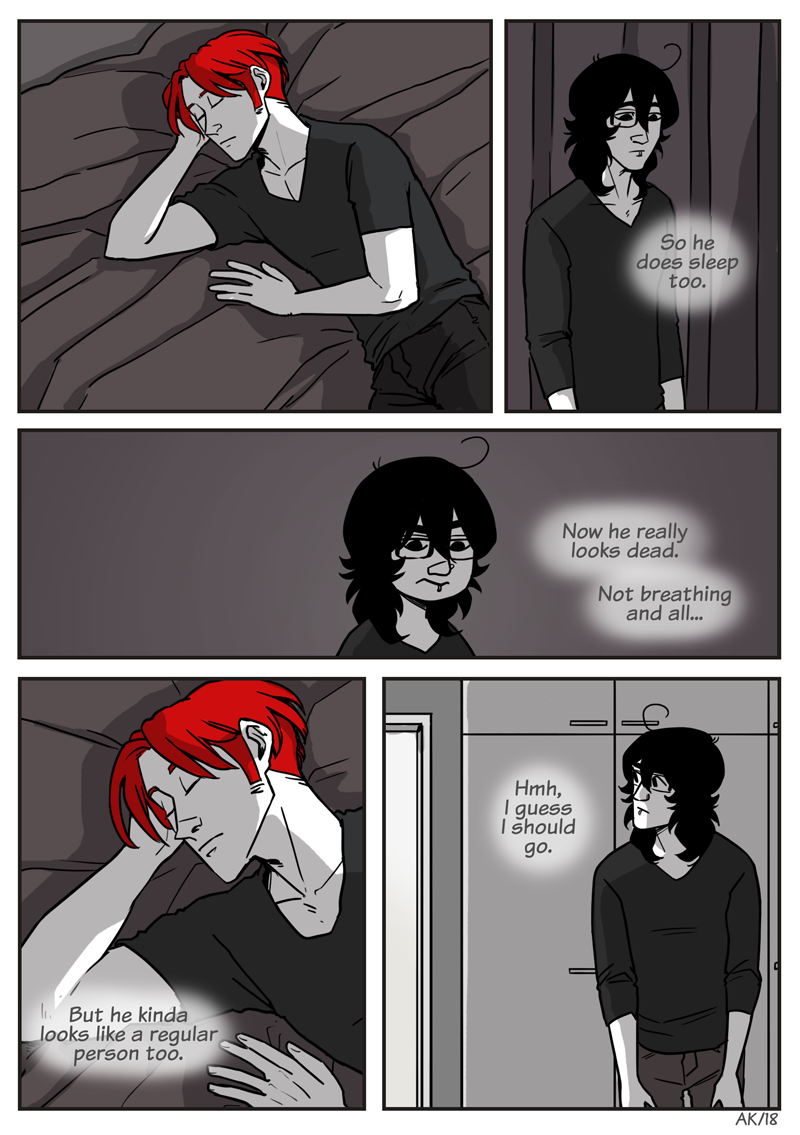 So he
does sleep
too.
Now he really
looks dead.
Not breathing
and all...
But he kinda
looks like a regular
person too.
Hmh,
I guess
I should
go.
AK/18